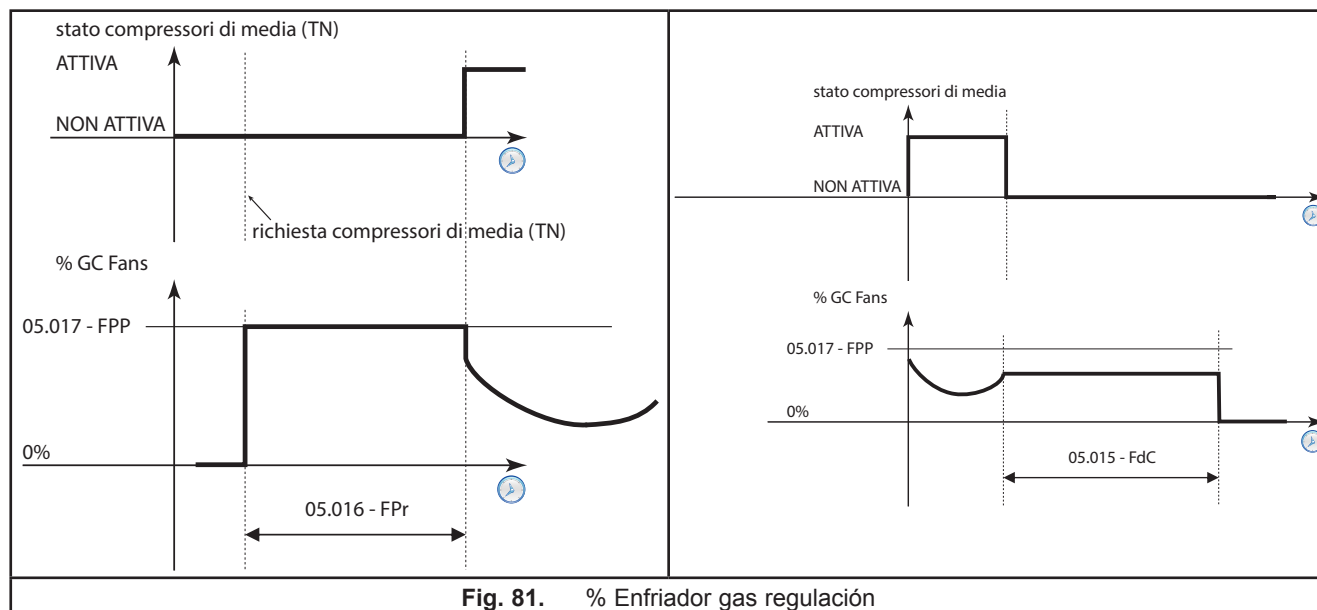 stato compressori di media (TN)
ATTIVA
NON ATTIVA
richiesta compressori di media (TN)
% GC Fans
05.017 - FPP
0%
05.016 - FPr
stato compressori di media
ATTIVA
NON ATTIVA
% GC Fans
05.017 - FPP
0%
05.015 - FdC
Fig. 81. % Enfriador gas regulación